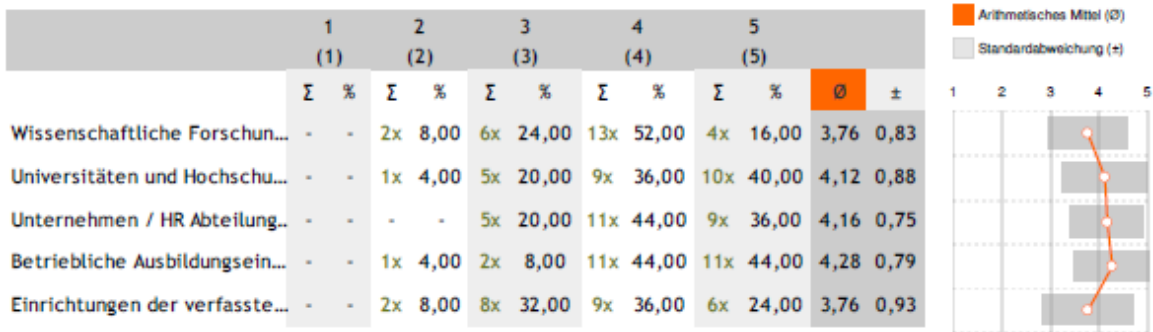 1 2 3 4 5
(1) (2) (3) (4) (5)
Σ % Σ % Σ % Σ % Σ % Ø ±
Wissenschaftliche Forschun... - - 2x 8,00 6x 24,00 13x 52,00 4x 16,00 3,76 0,83
Universitäten und Hochschu... - - 1x 4,00 5x 20,00 9x 36,00 10x 40,00 4,12 0,88
Unternehmen / HR Abteilung... - - - - 5x 20,00 11x 44,00 9x 36,00 4,16 0,75
Betriebliche Ausbildungsein... - - 1x 4,00 2x 8,00 11x 44,00 11x 44,00 4,28 0,79
Einrichtungen der verfasste... - - 2x 8,00 8x 32,00 9x 36,00 6x 24,00 3,76 0,93
Arithmetisches Mittel (Ø)
Standardabweichung (±)
1 2 3 4 5